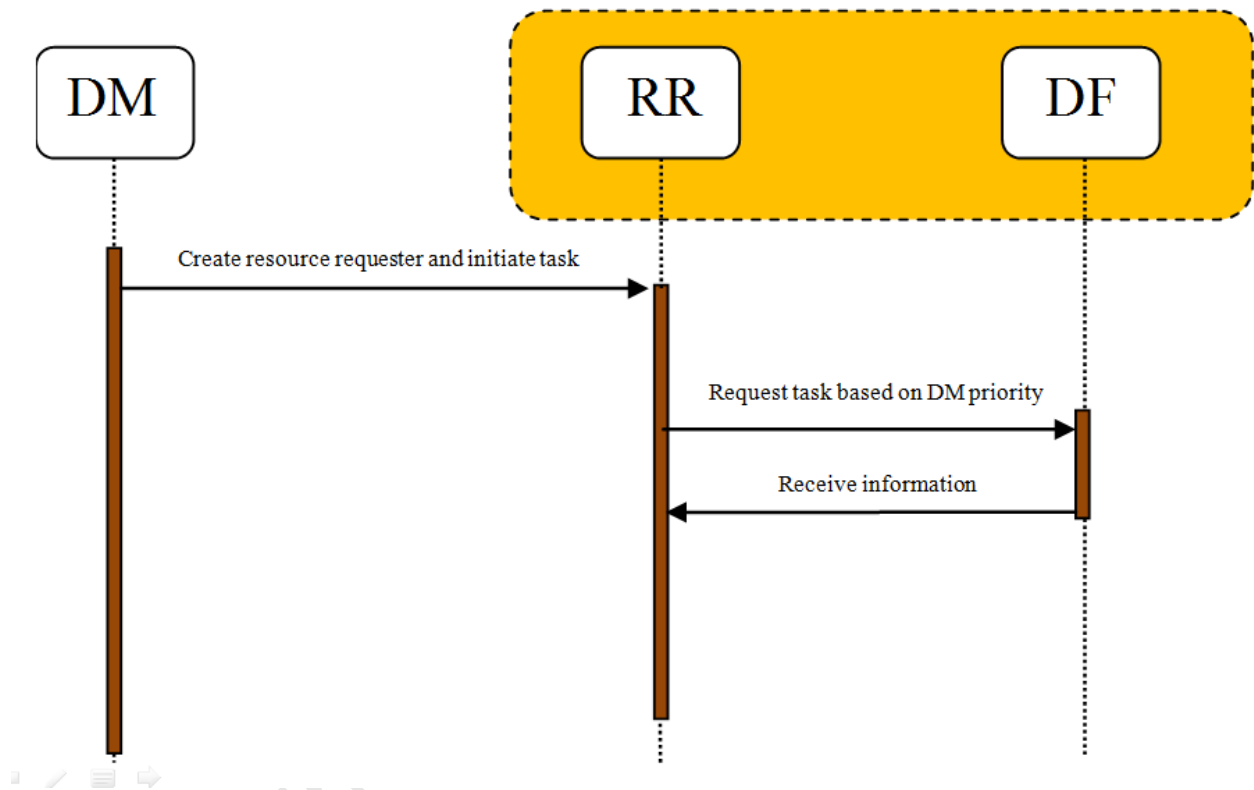 DM
RR
DF
Create resource requester and initiate task
Request task based on DM priority
Receive information